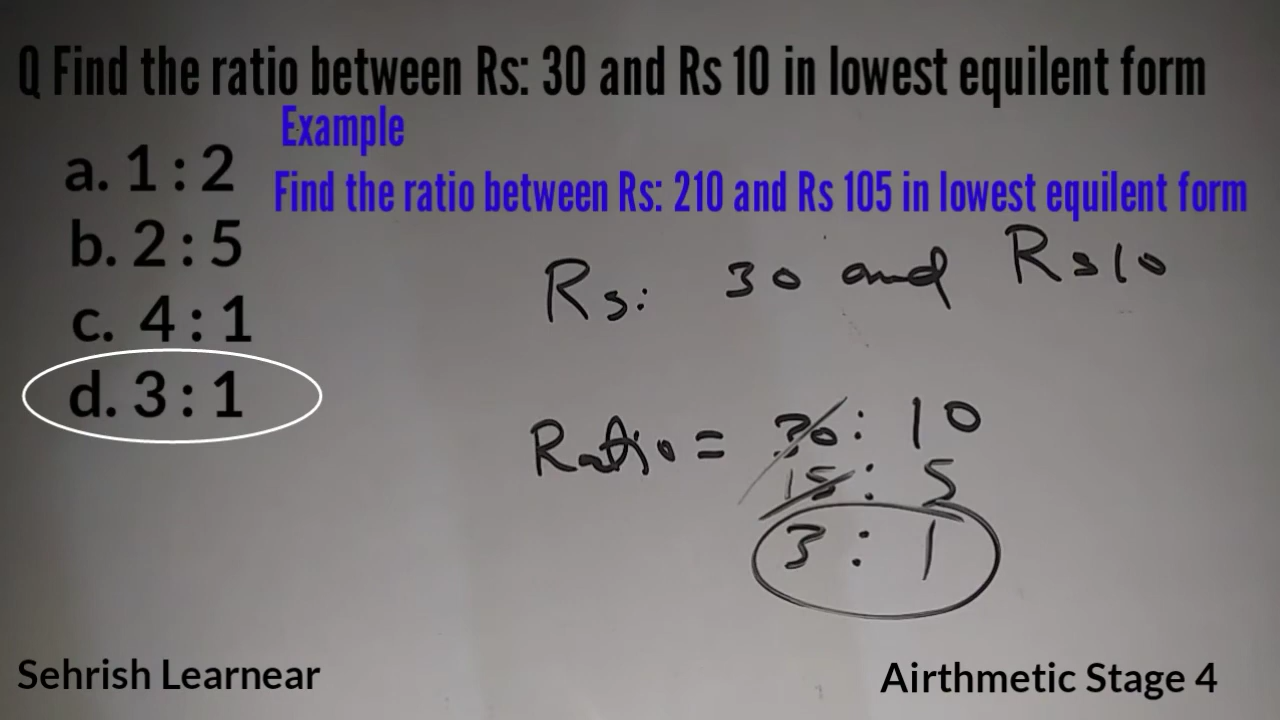 Q Find the ratio between Rs: 30 and Rs 10 in lowest equilent form
Example
a. 1 : 2
Find the ratio between Rs: 210 and Rs 105 in lowest equilent form
b. 2 : 5
Rs: 30 and Rs 10
c. 4 : 1
d. 3 : 1
Ratio = 30 : 10
15 : 5
3 : 1
Sehrish Learnear
Airthmetic Stage 4